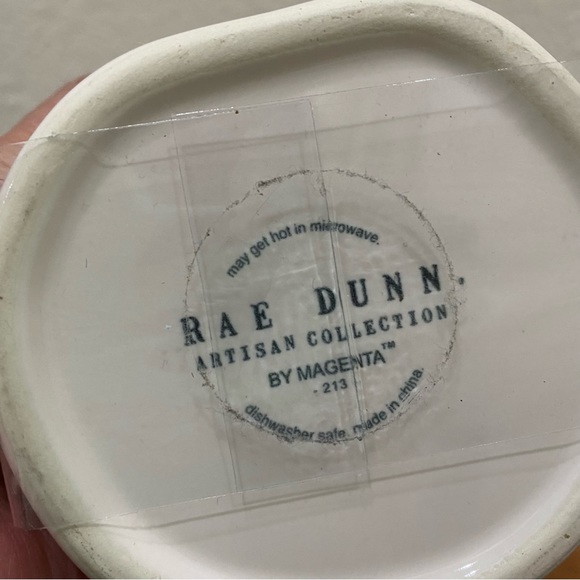 may get hot in microwave.
RAE DUNN.
ARTISAN COLLECTION
BY MAGENTA™
- 213
dishwasher safe. made in china.